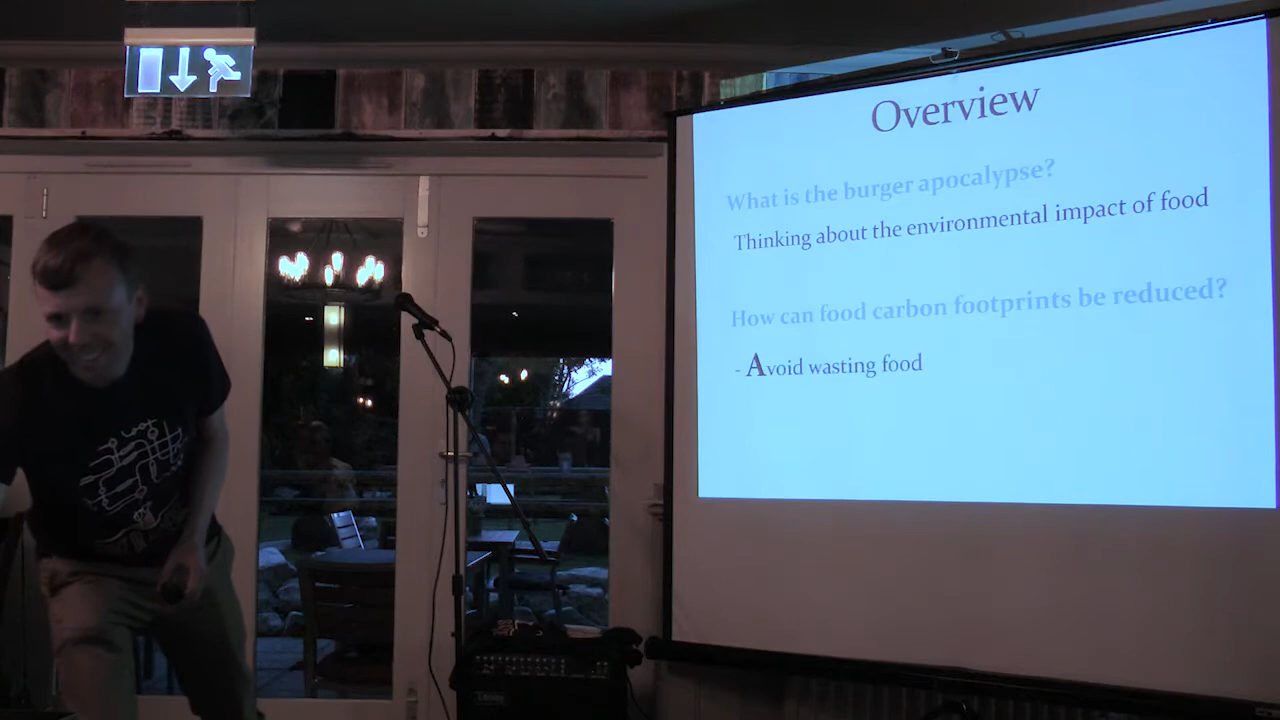 Overview
What is the burger apocalypse?
Thinking about the environmental impact of food
How can food carbon footprints be reduced?
- Avoid wasting food